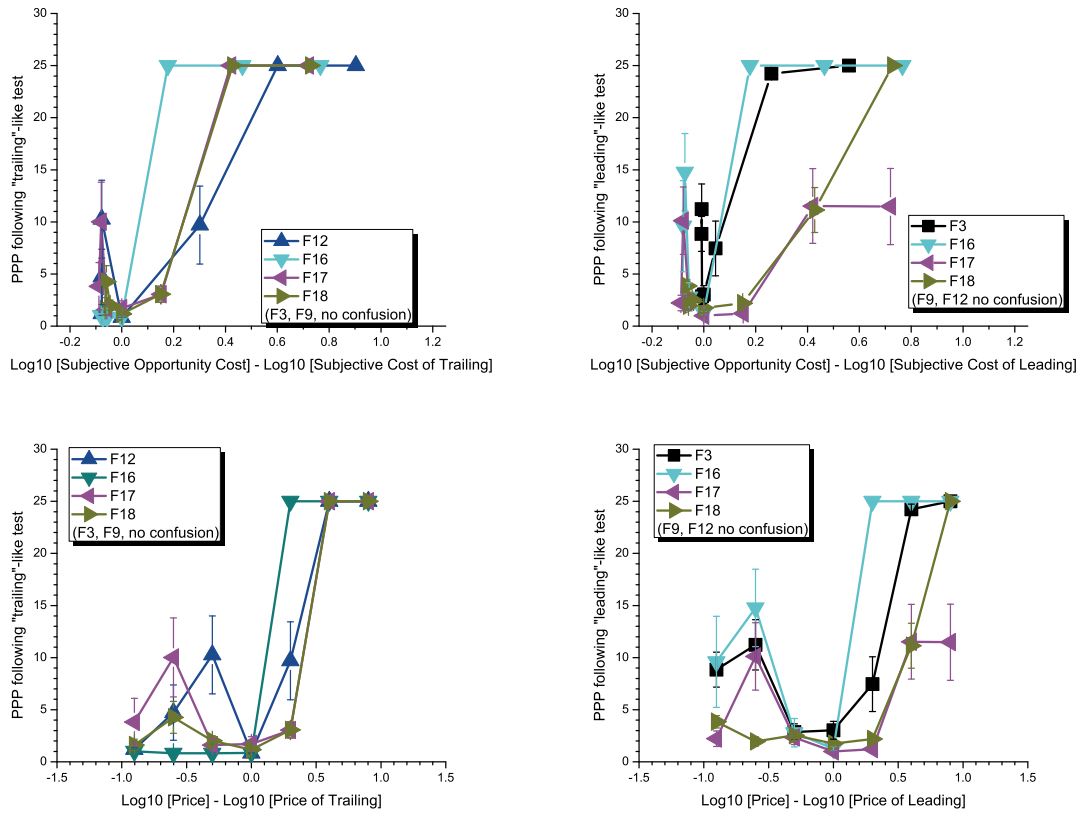 30
25
20
15
10
5
0
PPP following "trailing"-like test
-0.2
0.0
0.2
0.4
0.6
0.8
1.0
1.2
Log10 [Subjective Opportunity Cost] - Log10 [Subjective Cost of Trailing]
F12
F16
F17
F18
(F3, F9, no confusion)
30
25
20
15
10
5
0
PPP following "leading"-like test
-0.2
0.0
0.2
0.4
0.6
0.8
1.0
1.2
Log10 [Subjective Opportunity Cost] - Log10 [Subjective Cost of Leading]
F3
F16
F17
F18
(F9, F12 no confusion)
30
25
20
15
10
5
0
PPP following "trailing"-like test
-1.5
-1.0
-0.5
0.0
0.5
1.0
1.5
Log10 [Price] - Log10 [Price of Trailing]
F12
F16
F17
F18
(F3, F9, no confusion)
30
25
20
15
10
5
0
PPP following "leading"-like test
-1.5
-1.0
-0.5
0.0
0.5
1.0
1.5
Log10 [Price] - Log10 [Price of Leading]
F3
F16
F17
F18
(F9, F12 no confusion)